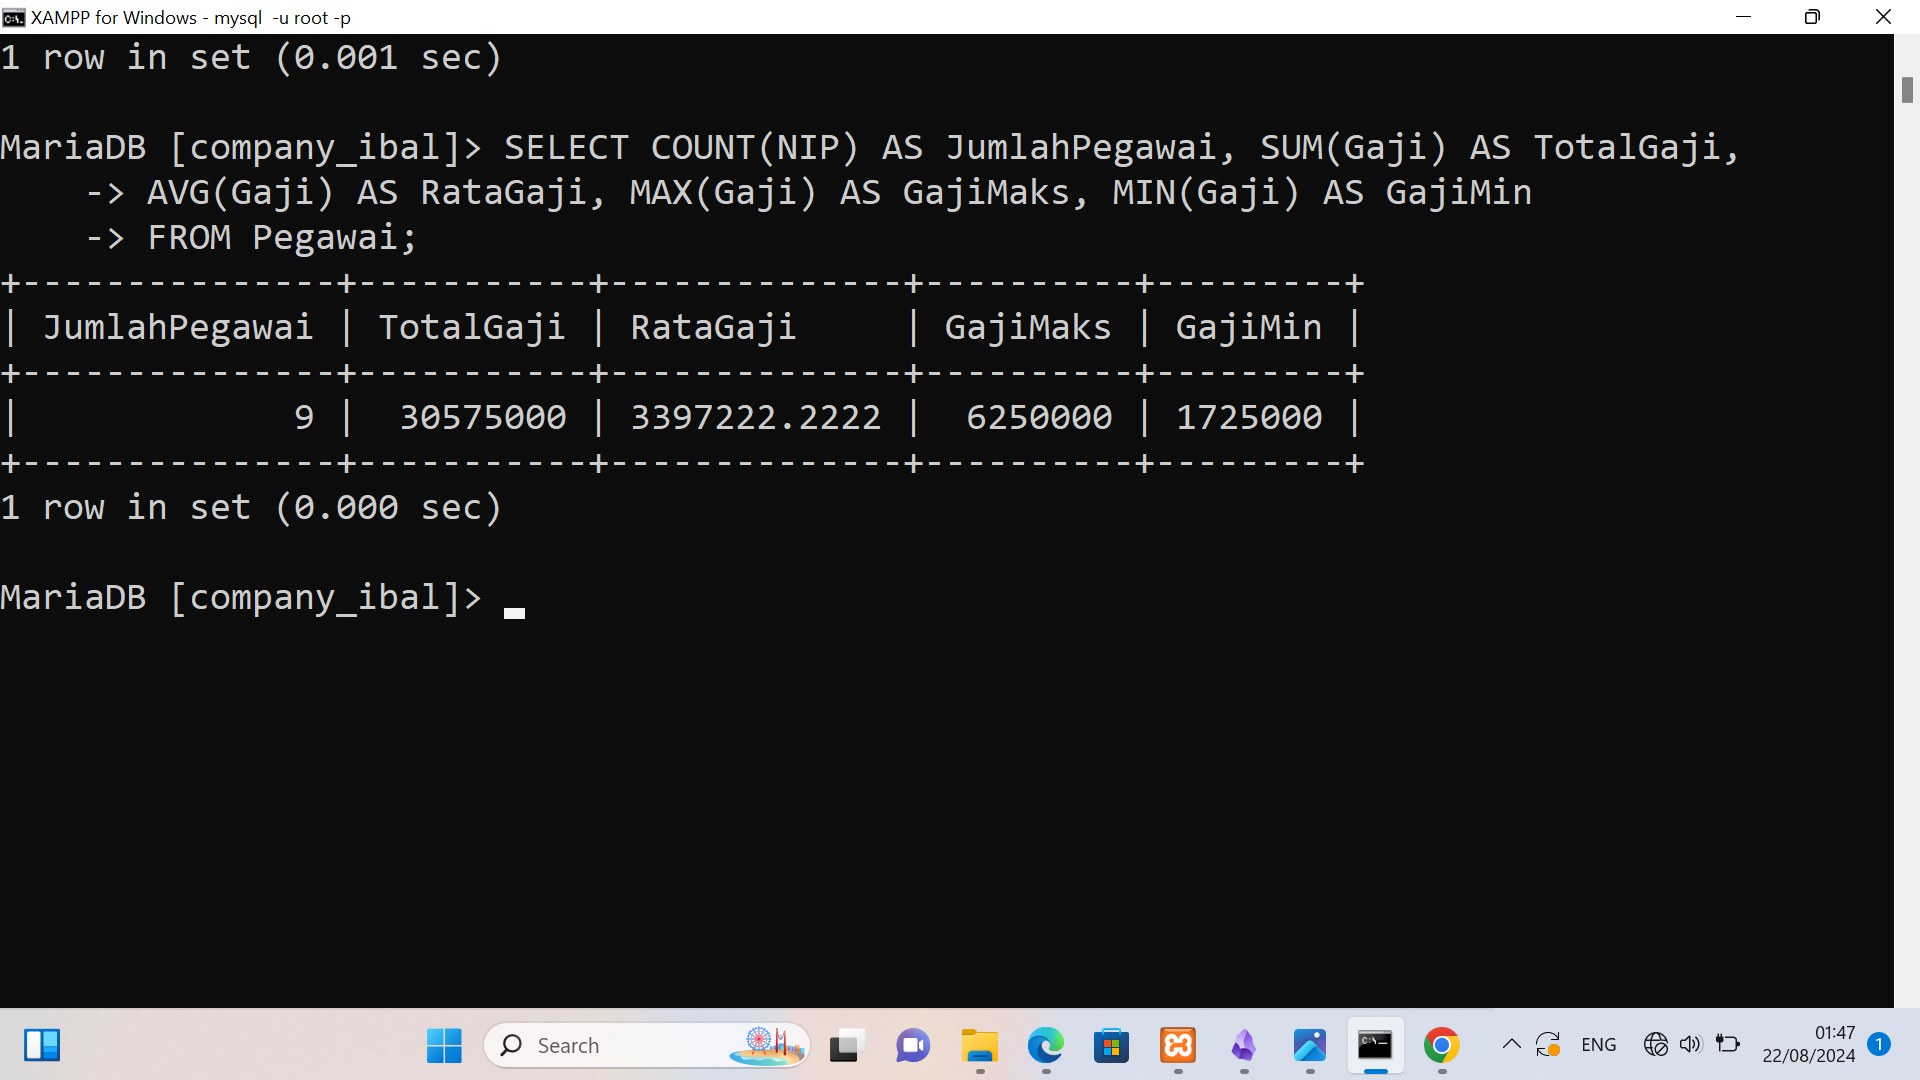 XAMPP for Windows - mysql  -u root -p
1 row in set (0.001 sec)
MariaDB [company_ibal]> SELECT COUNT(NIP) AS JumlahPegawai, SUM(Gaji) AS TotalGaji,
    -> AVG(Gaji) AS RataGaji, MAX(Gaji) AS GajiMaks, MIN(Gaji) AS GajiMin
    -> FROM Pegawai;
+---------------+-----------+--------------+----------+---------+
| JumlahPegawai | TotalGaji | RataGaji     | GajiMaks | GajiMin |
+---------------+-----------+--------------+----------+---------+
|             9 |  30575000 | 3397222.2222 |  6250000 | 1725000 |
+---------------+-----------+--------------+----------+---------+
1 row in set (0.000 sec)
MariaDB [company_ibal]>
Search
ENG
01:47
22/08/2024
1